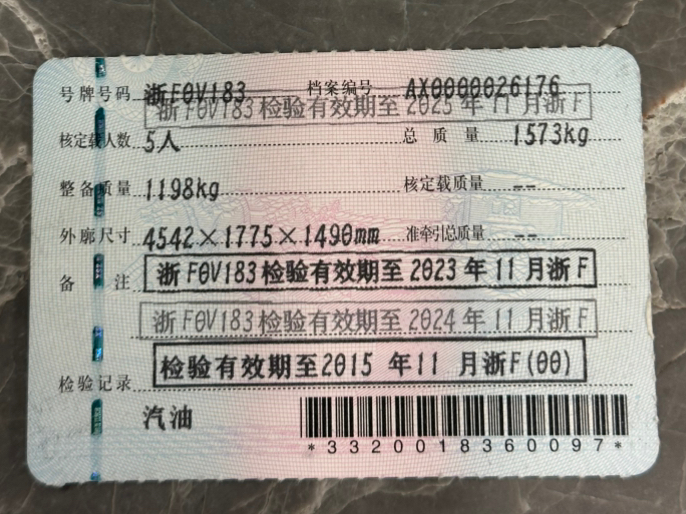 号牌号码 浙F0V183 档案编号 AX0000026176
浙F0V183检验有效期至2025年11月浙F
核定载人数 5人 总质量 1573kg
整备质量 1198kg 核定载质量 --
外廓尺寸 4542×1775×1490mm 准牵引总质量 --
备注 浙F0V183检验有效期至2023年11月浙F
浙F0V183检验有效期至2024年11月浙F
检验记录 检验有效期至2015年11月浙F(00)
汽油
*3320018360097*